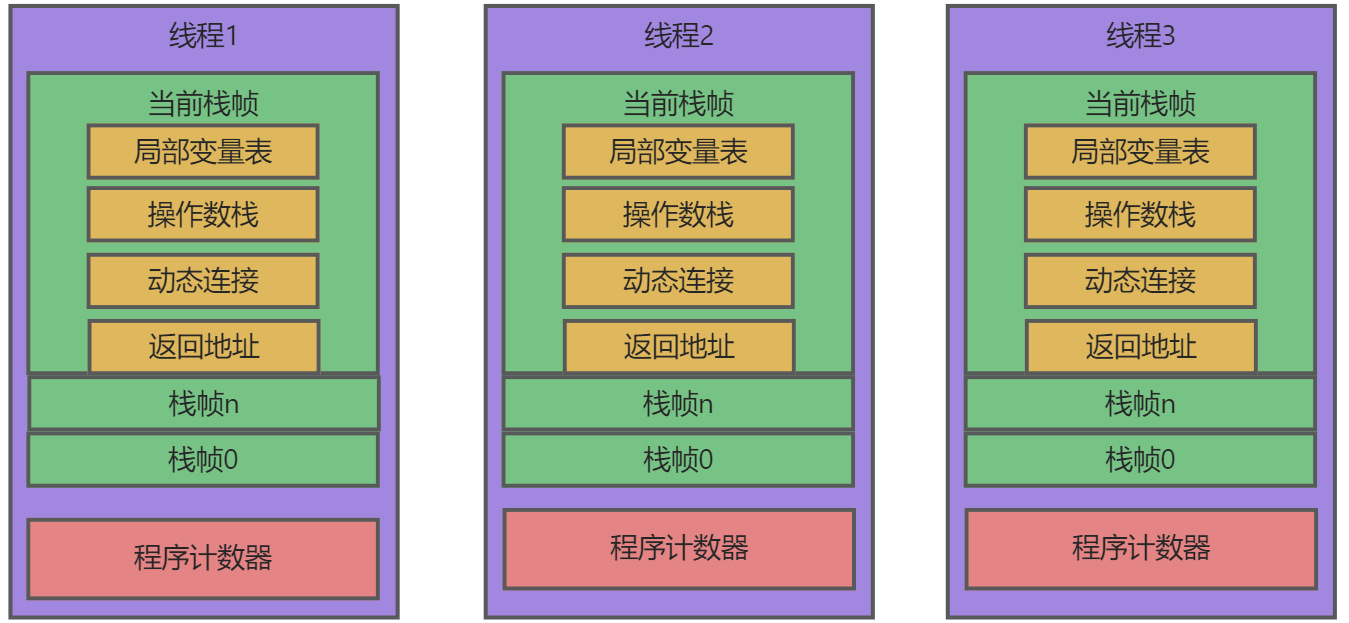 线程1
当前栈帧
局部变量表
操作数栈
动态连接
返回地址
栈帧n
栈帧0
程序计数器
线程2
当前栈帧
局部变量表
操作数栈
动态连接
返回地址
栈帧n
栈帧0
程序计数器
线程3
当前栈帧
局部变量表
操作数栈
动态连接
返回地址
栈帧n
栈帧0
程序计数器